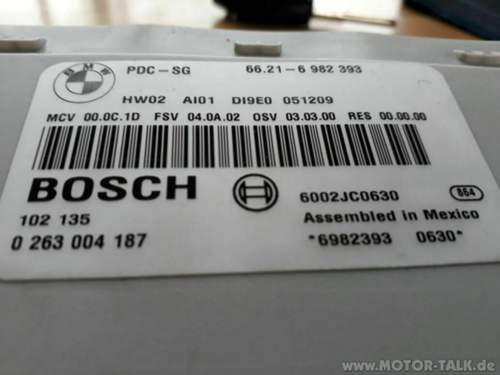 BMW PDC-SG 66.21-6 982 393
HW02 AI01 DI9E0 051209
MCV 00.0C.1D FSV 04.0A.02 OSV 03.03.00 RES 00.00.00
BOSCH 6002JC0630 864
102 135 Assembled in Mexico
0 263 004 187 *6982393 0630*
www.MOTOR-TALK.de